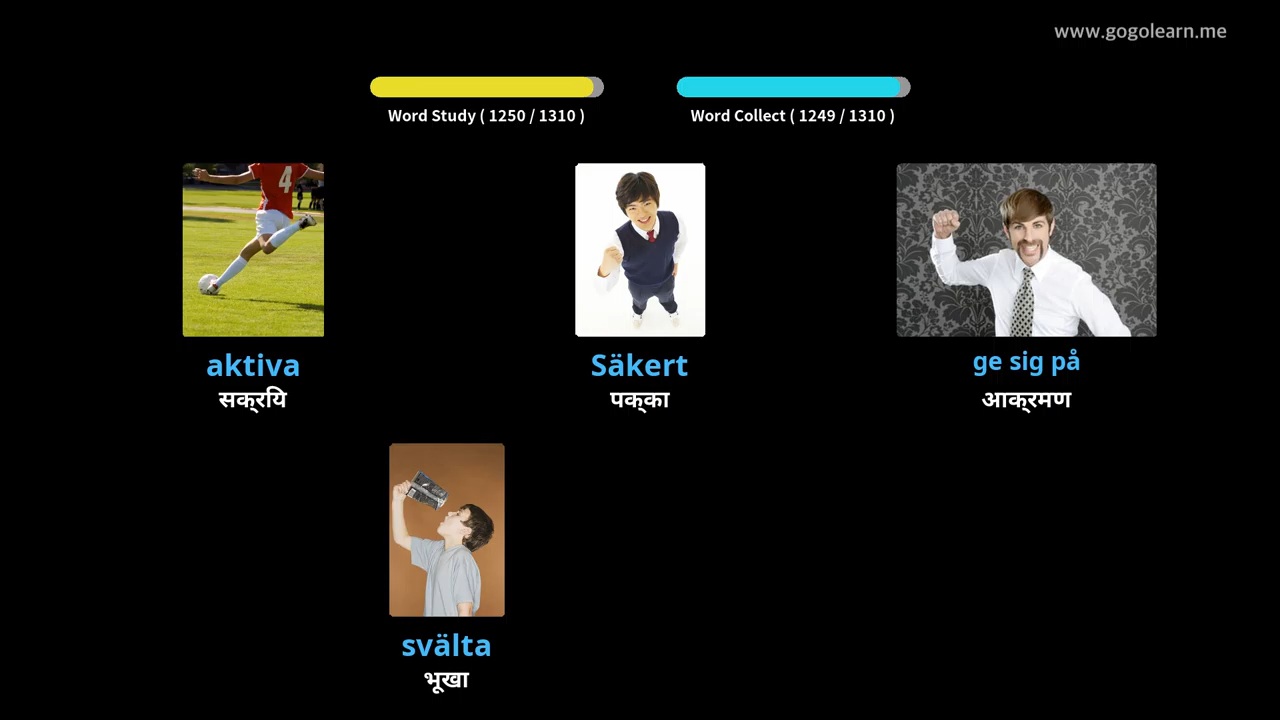 www.gogolearn.me
Word Study ( 1250 / 1310 )
Word Collect ( 1249 / 1310 )
aktiva
Säkert
ge sig på
सक्‌रयि
पक्‌का
आक्‌रमण
svälta
भूखा
4